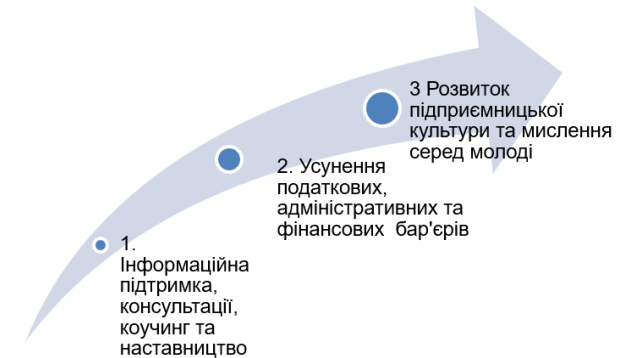 1.
Інформаційна
підтримка,
консультації,
коучинг та
наставництво
2. Усунення
податкових,
адміністративних та
фінансових бар'єрів
3 Розвиток
підприємницької
культури та мислення
серед молоді